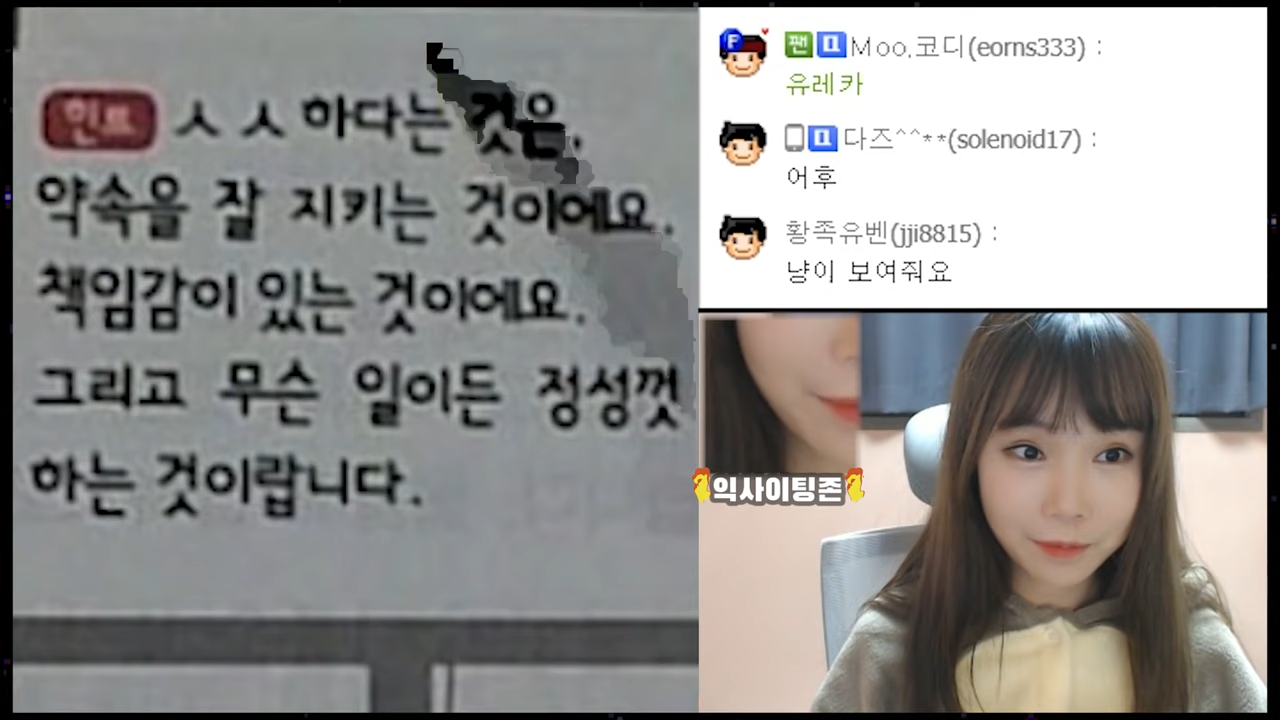 힌트 ㅅ ㅅ 하다는 것은,
약속을 잘 지키는 것이에요.
책임감이 있는 것이에요.
그리고 무슨 일이든 정성껏
하는 것이랍니다.
F 팬 Moo.코디(eorns333) :
유레카
다즈^^**(solenoid17) :
어후
황족유벤(jji8815) :
냥이 보여줘요
익사이팅존